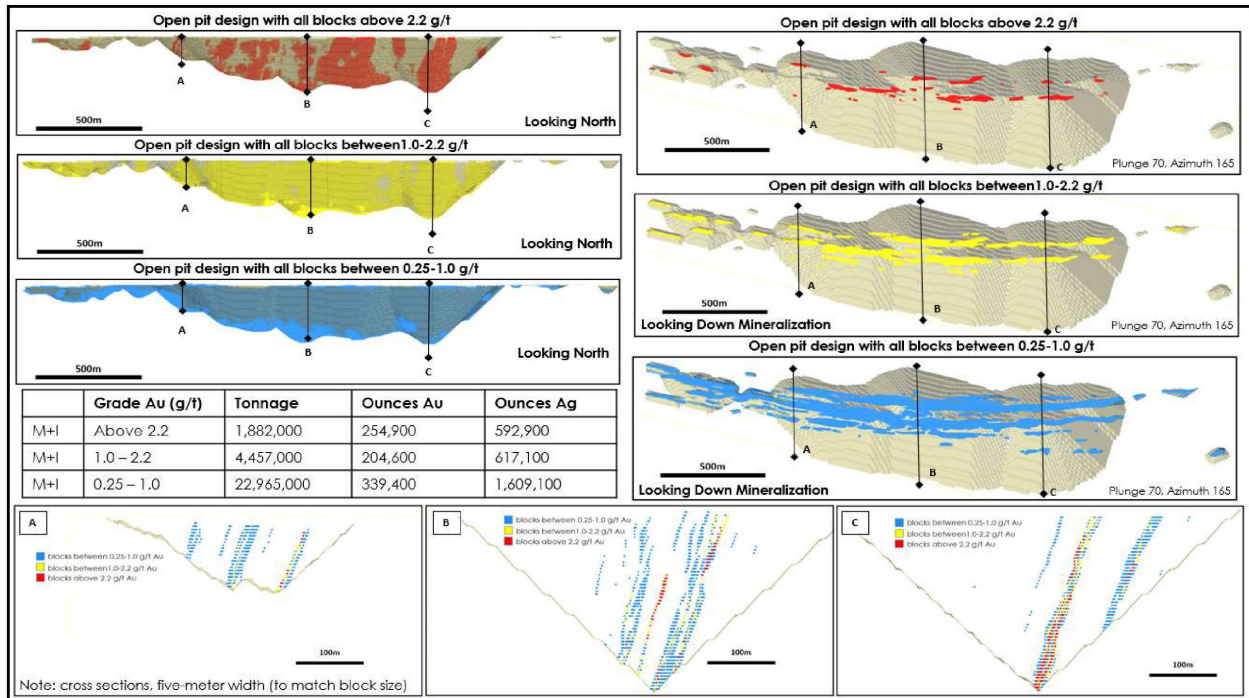 Open pit design with all blocks above 2.2 g/t
A
B
C
500m
Looking North
Open pit design with all blocks between1.0-2.2 g/t
A
B
C
500m
Looking North
Open pit design with all blocks between 0.25-1.0 g/t
A
B
C
500m
Looking North
Grade Au (g/t) Tonnage Ounces Au Ounces Ag
M+I Above 2.2 1,882,000 254,900 592,900
M+I 1.0 – 2.2 4,457,000 204,600 617,100
M+I 0.25 – 1.0 22,965,000 339,400 1,609,100
Open pit design with all blocks above 2.2 g/t
A
B
C
500m
Plunge 70, Azimuth 165
Open pit design with all blocks between1.0-2.2 g/t
A
B
C
500m
Looking Down Mineralization
Plunge 70, Azimuth 165
Open pit design with all blocks between 0.25-1.0 g/t
A
B
C
500m
Looking Down Mineralization
Plunge 70, Azimuth 165
A
blocks between 0.25-1.0 g/t Au
blocks between1.0-2.2 g/t Au
blocks above 2.2 g/t Au
100m
Note: cross sections, five-meter width (to match block size)
B
blocks between 0.25-1.0 g/t Au
blocks between1.0-2.2 g/t Au
blocks above 2.2 g/t Au
100m
C
blocks between 0.25-1.0 g/t Au
blocks between1.0-2.2 g/t Au
blocks above 2.2 g/t Au
100m